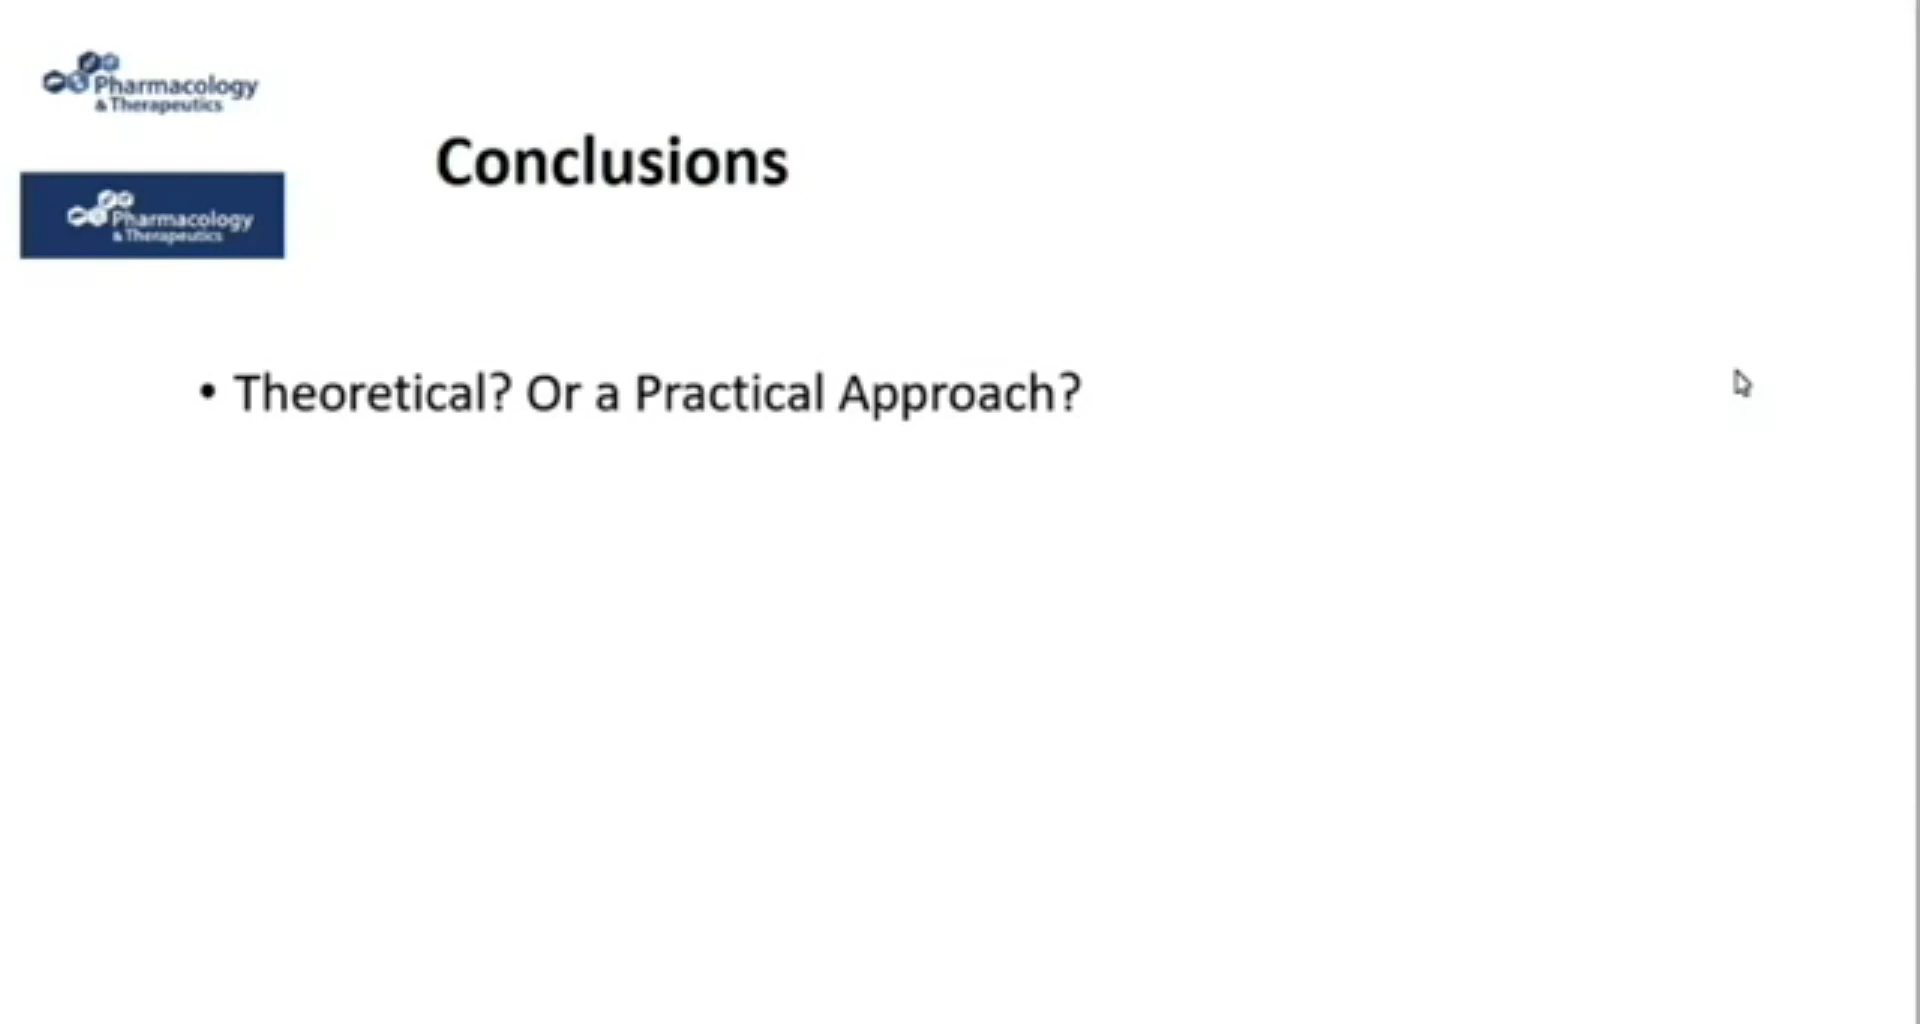 Pharmacology
& Therapeutics
Conclusions
Pharmacology
& Therapeutics
• Theoretical? Or a Practical Approach?